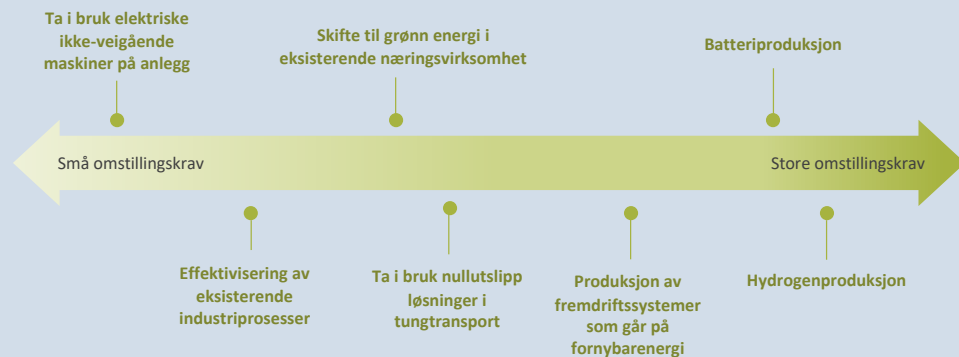 Ta i bruk elektriske
ikke-veigående
maskiner på anlegg
Skifte til grønn energi i
eksisterende næringsvirksomhet
Batteriproduksjon
Små omstillingskrav
Store omstillingskrav
Effektivisering av
eksisterende
industriprosesser
Ta i bruk nullutslipp
løsninger i
tungtransport
Produksjon av
fremdriftssystemer
som går på
fornybarenergi
Hydrogenproduksjon